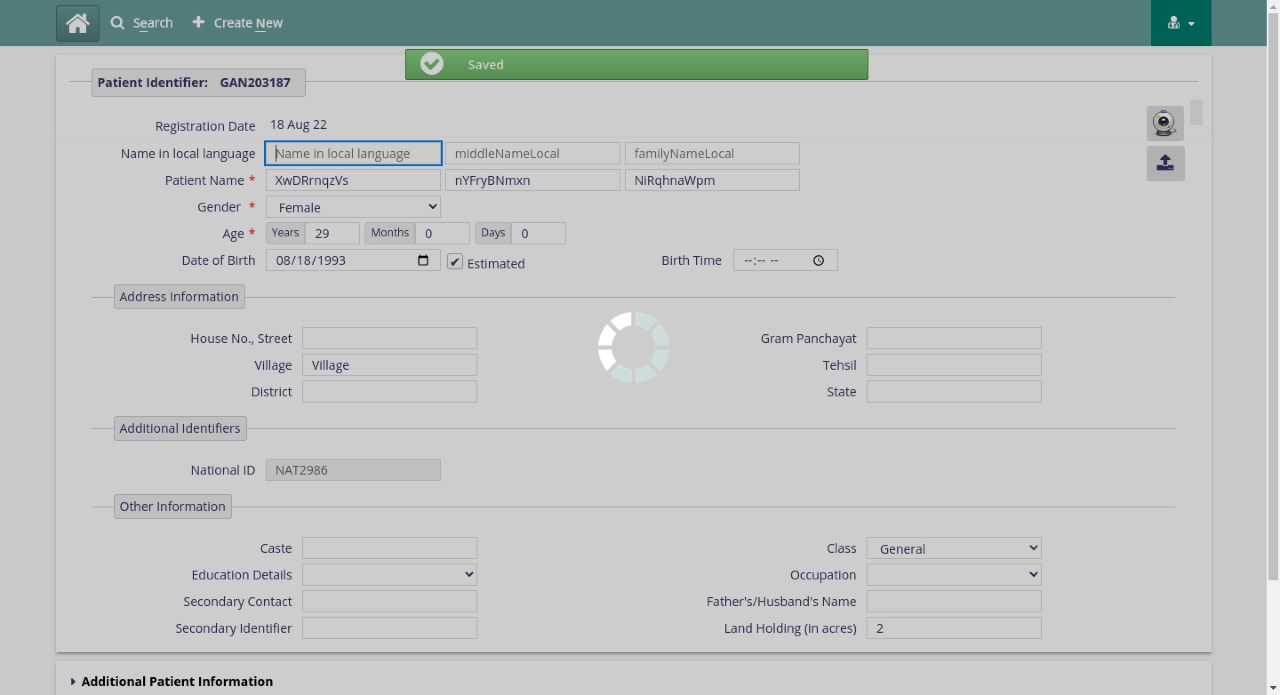 Search Create New
Saved
Patient Identifier: GAN203187
Registration Date 18 Aug 22
Name in local language Name in local language middleNameLocal familyNameLocal
Patient Name * XwDRrnqzVs nYFryBNmxn NiRqhnaWpm
Gender * Female
Age * Years 29 Months 0 Days 0
Date of Birth 08/18/1993 Estimated Birth Time --:-- --
Address Information
House No., Street Gram Panchayat
Village Village Tehsil
District State
Additional Identifiers
National ID NAT2986
Other Information
Caste Class General
Education Details Occupation
Secondary Contact Father's/Husband's Name
Secondary Identifier Land Holding (in acres) 2
Additional Patient Information